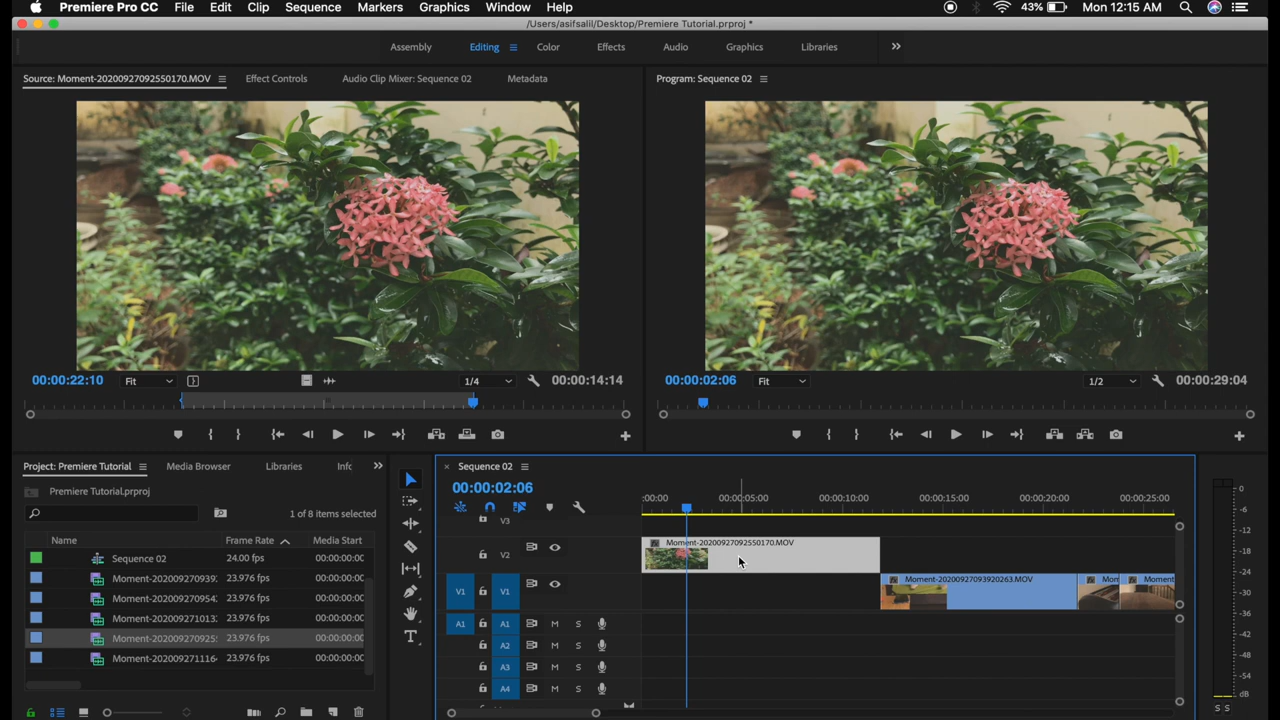 Premiere Pro CC File Edit Clip Sequence Markers Graphics Window Help 43% Mon 12:15 AM
/Users/asifsalil/Desktop/Premiere Tutorial.prproj *
Assembly Editing Color Effects Audio Graphics Libraries
Source: Moment-20200927092550170.MOV Effect Controls Audio Clip Mixer: Sequence 02 Metadata
Program: Sequence 02
00:00:22:10 Fit 1/4 00:00:14:14
00:00:02:06 Fit 1/2 00:00:29:04
Project: Premiere Tutorial Media Browser Libraries Info
Premiere Tutorial.prproj
1 of 8 items selected
Name Frame Rate Media Start
Sequence 02 24.00 fps 00:00:00:00
Moment-2020092709392 23.976 fps 00:00:00:00
Moment-202009270954 23.976 fps 00:00:00:00
Moment-202009271013 23.976 fps 00:00:00:00
Moment-202009270925 23.976 fps 00:00:00:00
Moment-202009271116 23.976 fps 00:00:00:00
Sequence 02
00:00:02:06
:00:00 00:00:05:00 00:00:10:00 00:00:15:00 00:00:20:00 00:00:25:00
V3
V2 Moment-20200927092550170.MOV
V1 V1 Moment-20200927093920263.MOV Mom Moment
A1 A1 M S
A2 M S
A3 M S
A4 M S
0
-6
-12
-18
-24
-30
-36
-42
-48
-54
dB
S S